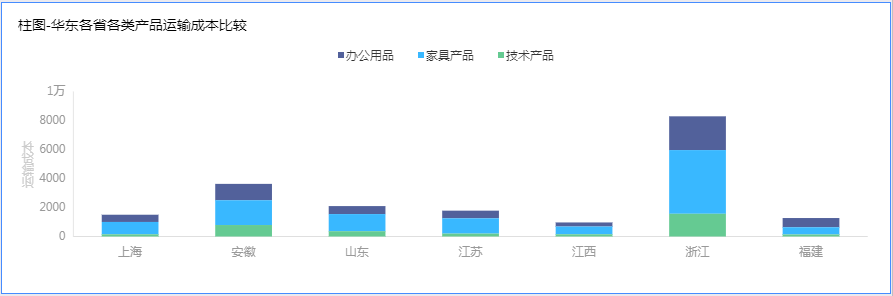 柱图-华东各省各类产品运输成本比较
办公用品 家具产品 技术产品
运输成本
1万
8000
6000
4000
2000
0
上海 安徽 山东 江苏 江西 浙江 福建